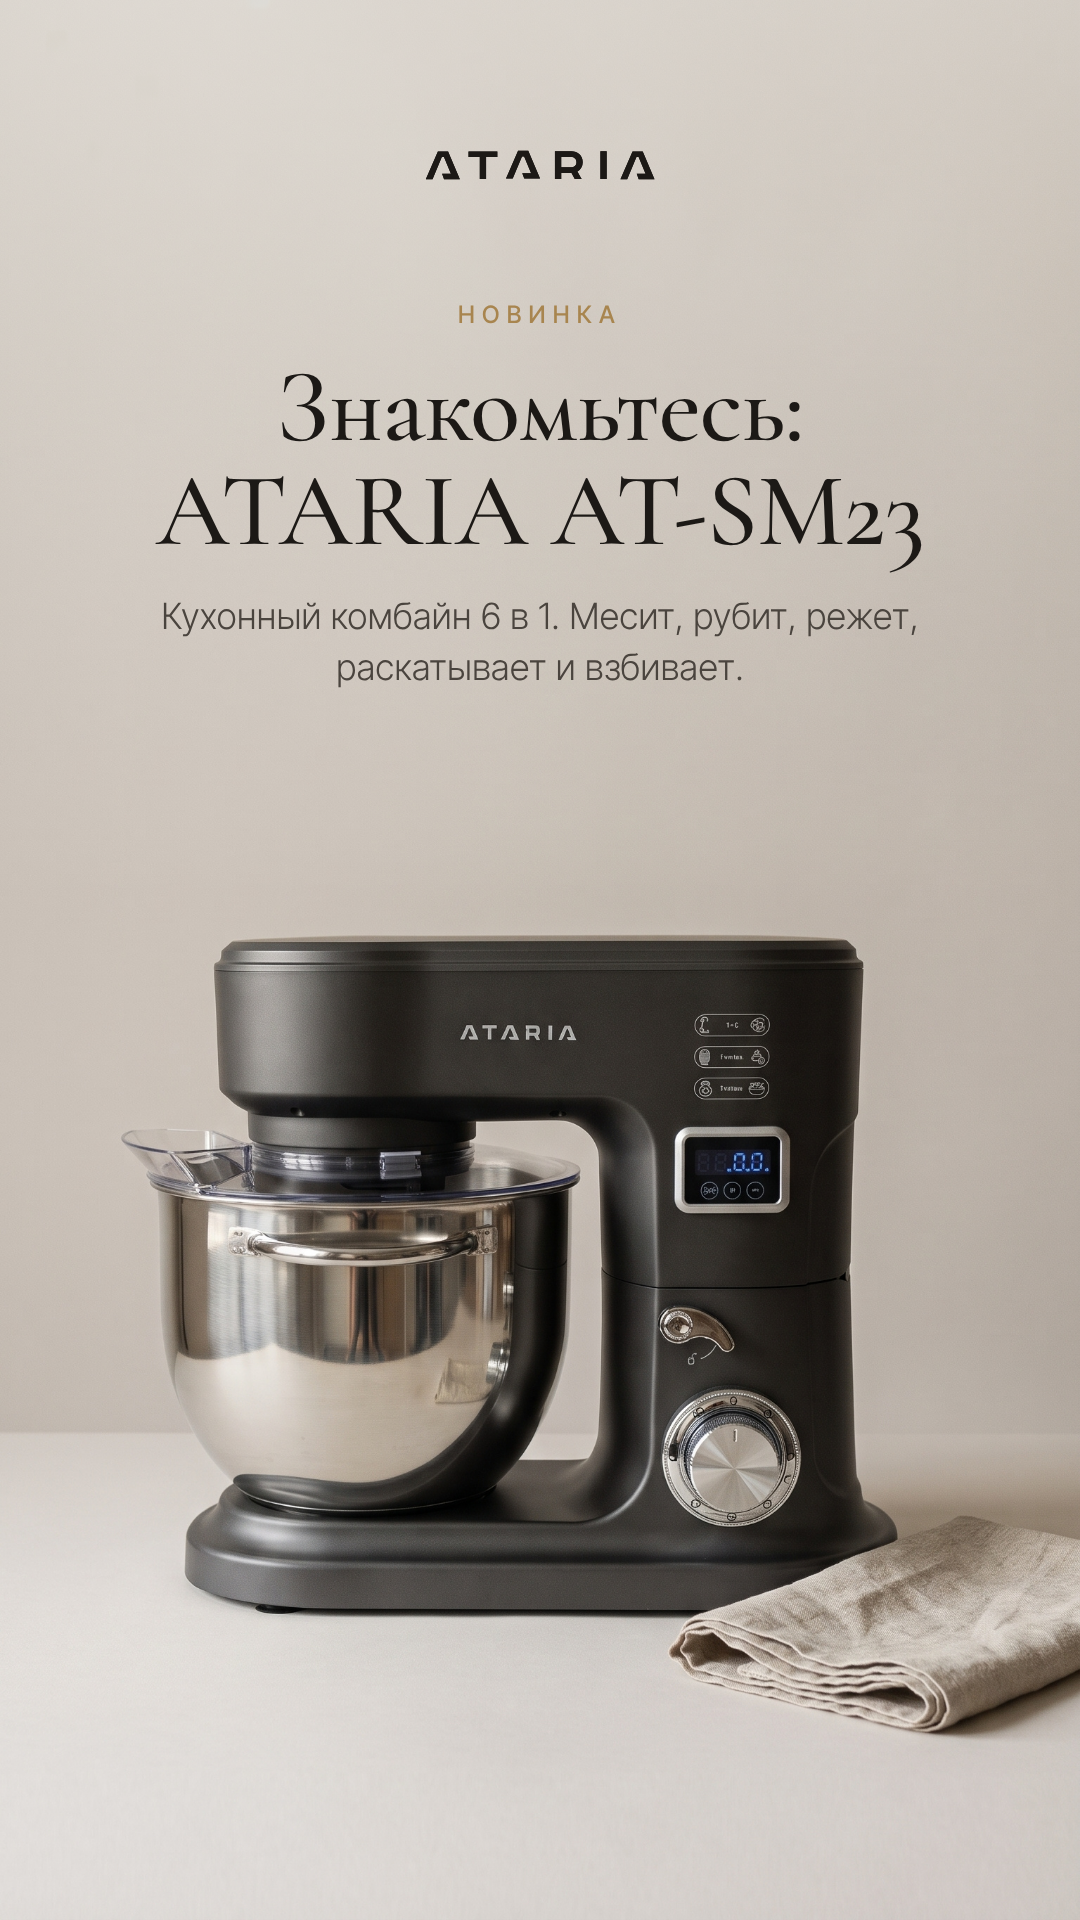 ATARIA
НОВИНКА
Знакомьтесь:
ATARIA AT-SM23
Кухонный комбайн 6 в 1. Месит, рубит, режет,
раскатывает и взбивает.
ATARIA